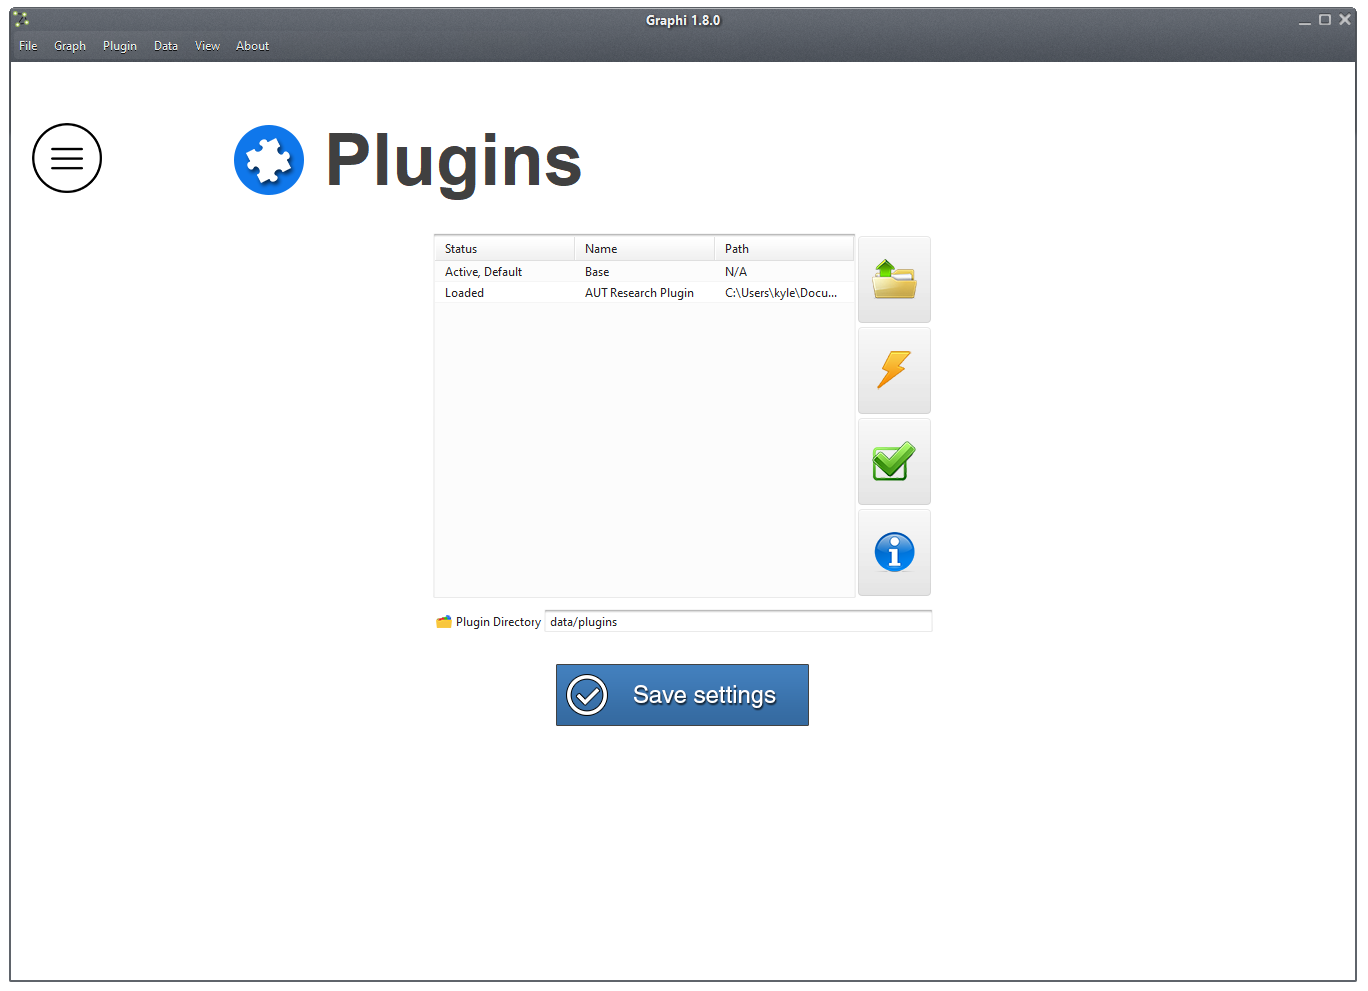 Graphi 1.8.0
File Graph Plugin Data View About
Plugins
Status Name Path
Active, Default Base N/A
Loaded AUT Research Plugin C:\Users\kyle\Docu...
Plugin Directory data/plugins
Save settings